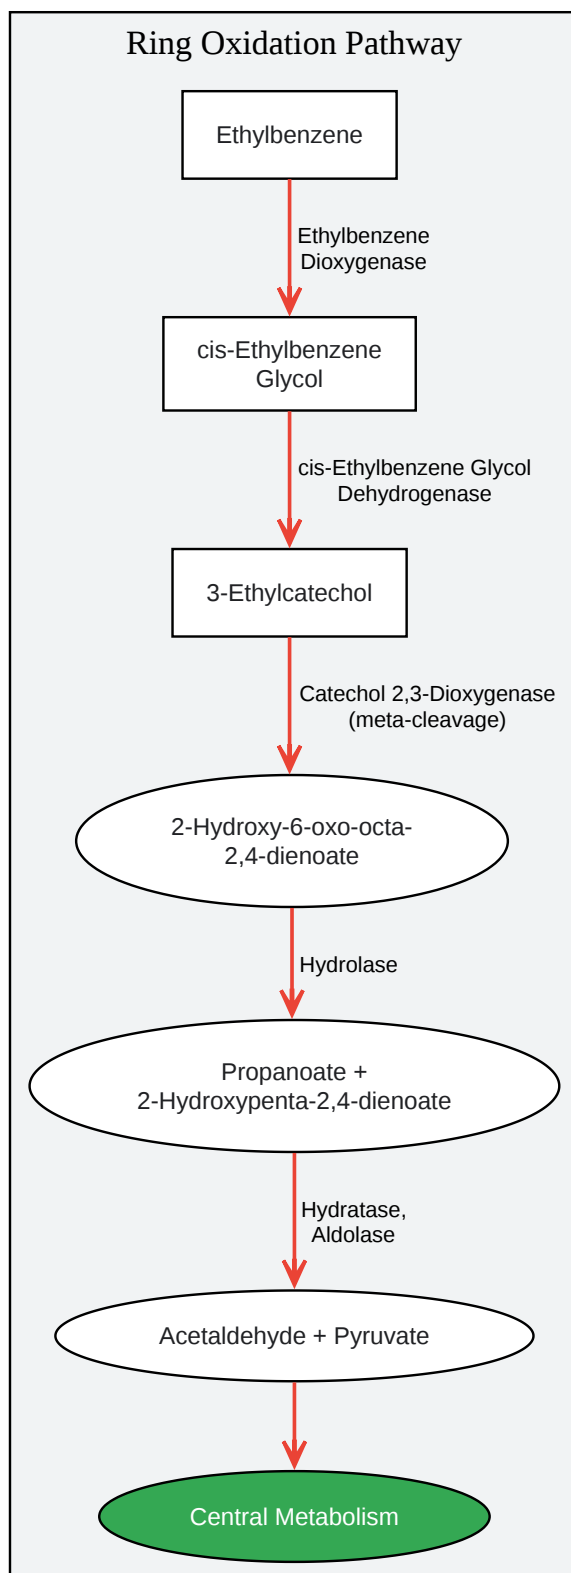 Ring Oxidation Pathway
Ethylbenzene
Ethylbenzene
Dioxygenase
cis-Ethylbenzene
Glycol
cis-Ethylbenzene Glycol
Dehydrogenase
3-Ethylcatechol
Catechol 2,3-Dioxygenase
(meta-cleavage)
2-Hydroxy-6-oxo-octa-
2,4-dienoate
Hydrolase
Propanoate +
2-Hydroxypenta-2,4-dienoate
Hydratase,
Aldolase
Acetaldehyde + Pyruvate
Central Metabolism